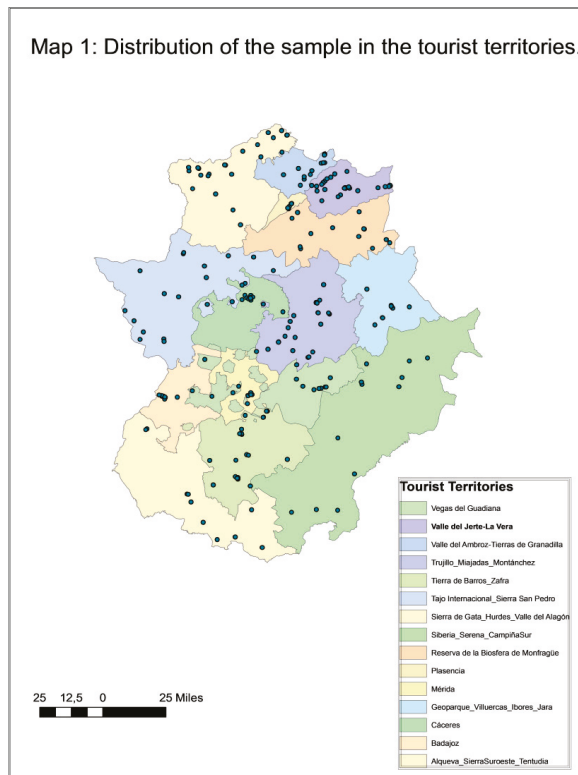 Map 1: Distribution of the sample in the tourist territories.
Tourist Territories
Vegas del Guadiana
Valle del Jerte-La Vera
Valle del Ambroz-Tierras de Granadilla
Trujillo_Miajadas_Montánchez
Tierra de Barros_Zafra
Tajo Internacional_Sierra San Pedro
Sierra de Gata_Hurdes_Valle del Alagón
Siberia_Serena_CampiñaSur
Reserva de la Biosfera de Monfragüe
Plasencia
Mérida
Geoparque_Villuercas_Ibores_Jara
Cáceres
Badajoz
Alqueva_SierraSuroeste_Tentudia
25 12,5 0 25 Miles